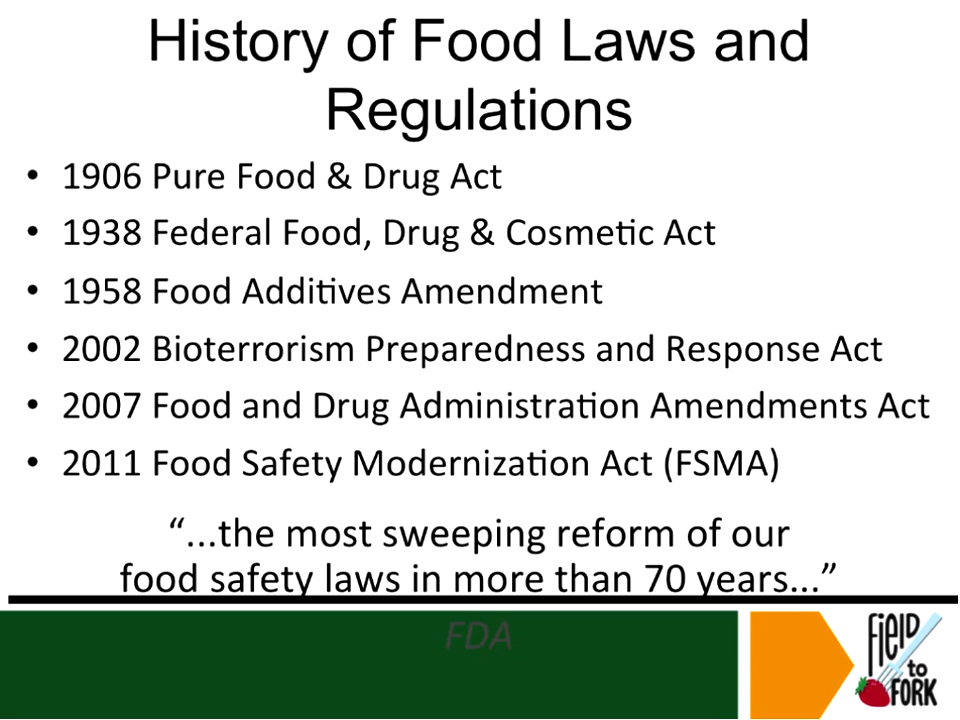 History of Food Laws and
Regulations
• 1906 Pure Food & Drug Act
• 1938 Federal Food, Drug & Cosmetic Act
• 1958 Food Additives Amendment
• 2002 Bioterrorism Preparedness and Response Act
• 2007 Food and Drug Administration Amendments Act
• 2011 Food Safety Modernization Act (FSMA)
“...the most sweeping reform of our
food safety laws in more than 70 years...”
FDA
FiElD
to
FORK